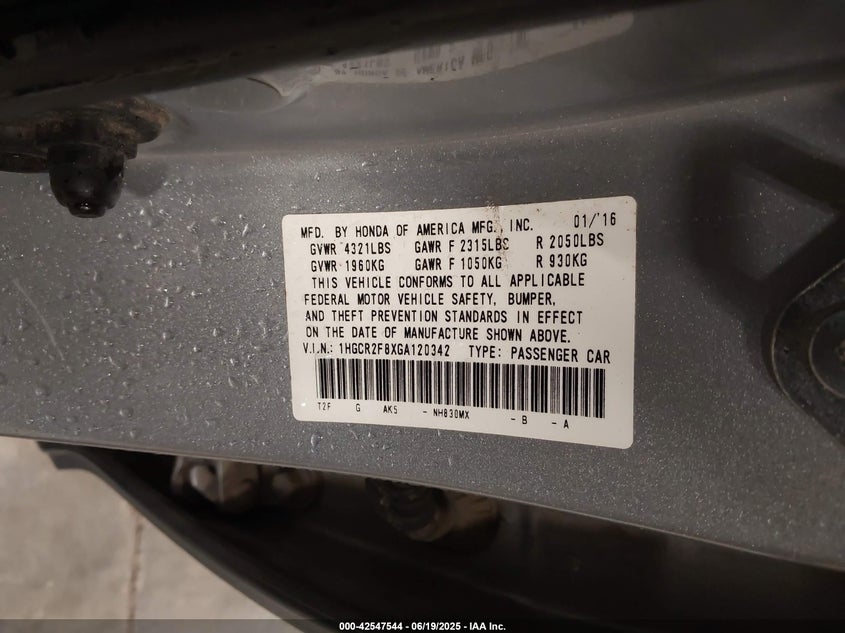 OF AMERICA MFG
MFD. BY HONDA OF AMERICA MFG., INC. 01/'16
GVWR 4321LBS GAWR F 2315LBS R 2050LBS
GVWR 1960KG GAWR F 1050KG R 930KG
THIS VEHICLE CONFORMS TO ALL APPLICABLE
FEDERAL MOTOR VEHICLE SAFETY, BUMPER,
AND THEFT PREVENTION STANDARDS IN EFFECT
ON THE DATE OF MANUFACTURE SHOWN ABOVE.
V.I.N.: 1HGCR2F8XGA120342 TYPE: PASSENGER CAR
T2F G AK5 - NH830MX - B - A
000-42547544 / 06/19/2025 - IAA Inc.